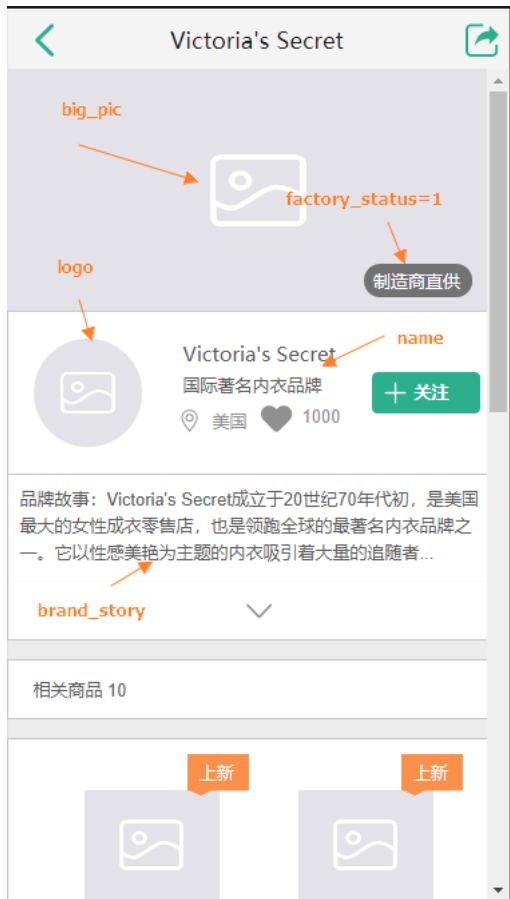 Victoria's Secret
big_pic
factory_status=1
制造商直供
logo
name
Victoria's Secret
国际著名内衣品牌
美国 1000
关注
品牌故事：Victoria's Secret成立于20世纪70年代初，是美国
最大的女性成衣零售店，也是领跑全球的最著名内衣品牌之
一。它以性感美艳为主题的内衣吸引着大量的追随者...
brand_story
相关商品 10
上新 上新